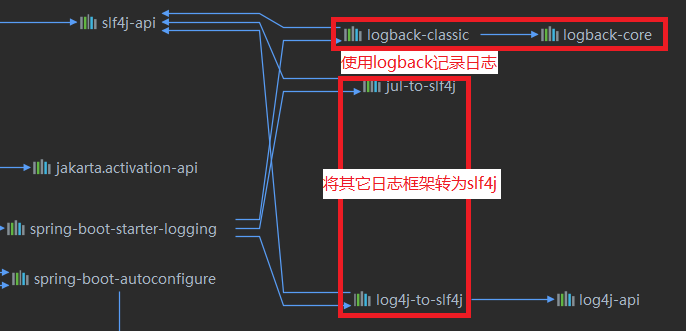 slf4j-api
logback-classic
logback-core
使用logback记录日志
jul-to-slf4j
jakarta.activation-api
将其它日志框架转为slf4j
spring-boot-starter-logging
spring-boot-autoconfigure
log4j-to-slf4j
log4j-api